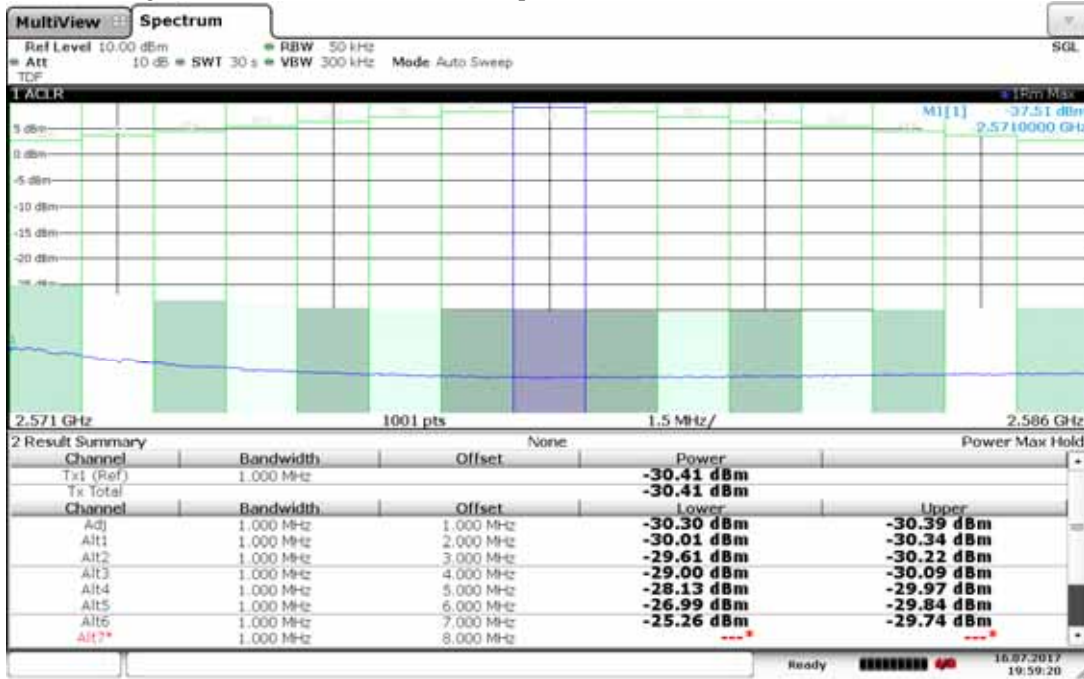 MultiView Spectrum
Ref Level 10.00 dBm RBW 50 kHz SGL
Att 10 dB SWT 30 s VBW 300 kHz Mode Auto Sweep
TDF
1 ACLR 1Rm Max
M1[1] -37.51 dBm
2.5710000 GHz
5 dBm
0 dBm
-5 dBm
-10 dBm
-15 dBm
-20 dBm
2.571 GHz 1001 pts 1.5 MHz/ 2.586 GHz
2 Result Summary None Power Max Hold
Channel Bandwidth Offset Power
Tx1 (Ref) 1.000 MHz -30.41 dBm
Tx Total -30.41 dBm
Channel Bandwidth Offset Lower Upper
Adj 1.000 MHz 1.000 MHz -30.30 dBm -30.39 dBm
Alt1 1.000 MHz 2.000 MHz -30.01 dBm -30.34 dBm
Alt2 1.000 MHz 3.000 MHz -29.61 dBm -30.22 dBm
Alt3 1.000 MHz 4.000 MHz -29.00 dBm -30.09 dBm
Alt4 1.000 MHz 5.000 MHz -28.13 dBm -29.97 dBm
Alt5 1.000 MHz 6.000 MHz -26.99 dBm -29.84 dBm
Alt6 1.000 MHz 7.000 MHz -25.26 dBm -29.74 dBm
Alt7* 1.000 MHz 8.000 MHz ---* ---*
Ready 16.07.2017
19:59:20